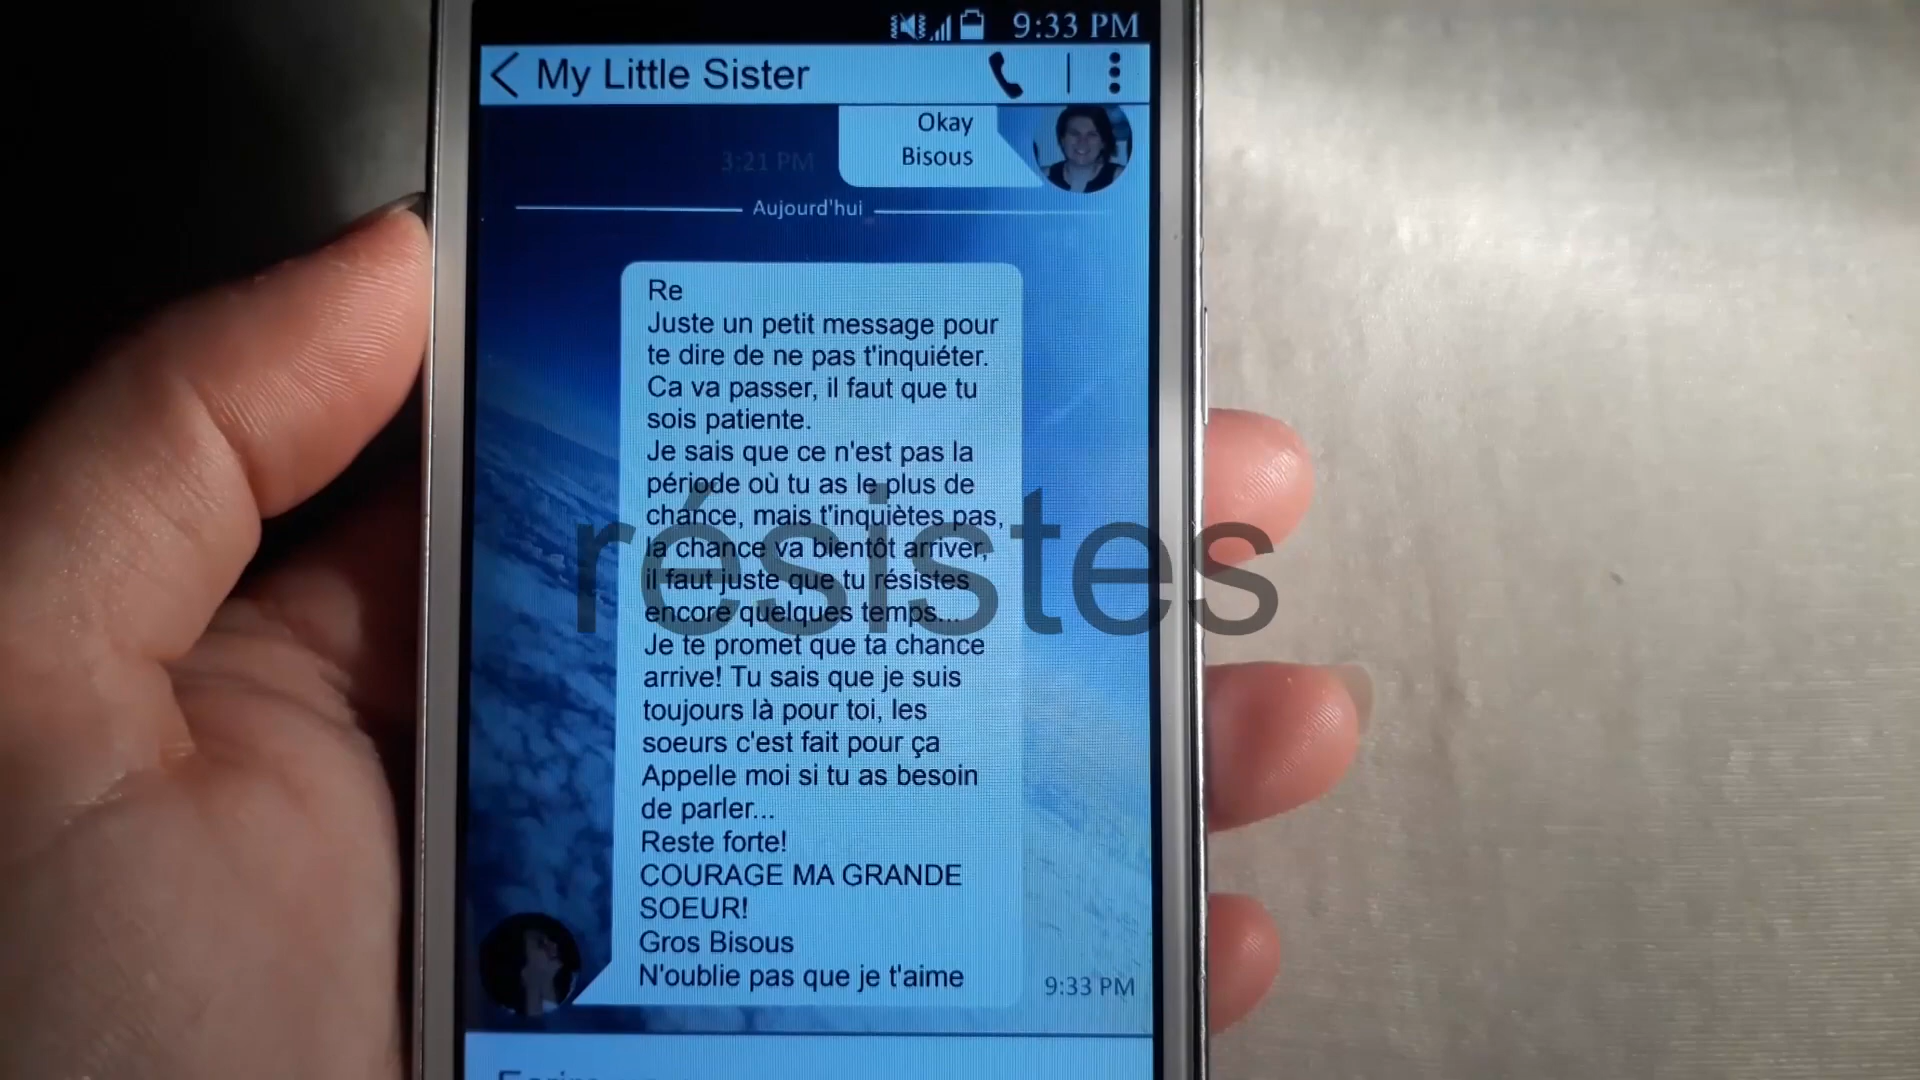 9:33 PM
My Little Sister
Okay
Bisous
3:21 PM
Aujourd'hui
Re
Juste un petit message pour
te dire de ne pas t'inquiéter.
Ca va passer, il faut que tu
sois patiente.
Je sais que ce n'est pas la
période où tu as le plus de
chance, mais t'inquiètes pas,
la chance va bientôt arriver,
il faut juste que tu résistes
encore quelques temps...
Je te promet que ta chance
arrive! Tu sais que je suis
toujours là pour toi, les
soeurs c'est fait pour ça
Appelle moi si tu as besoin
de parler...
Reste forte!
COURAGE MA GRANDE
SOEUR!
Gros Bisous
N'oublie pas que je t'aime
9:33 PM
résistes